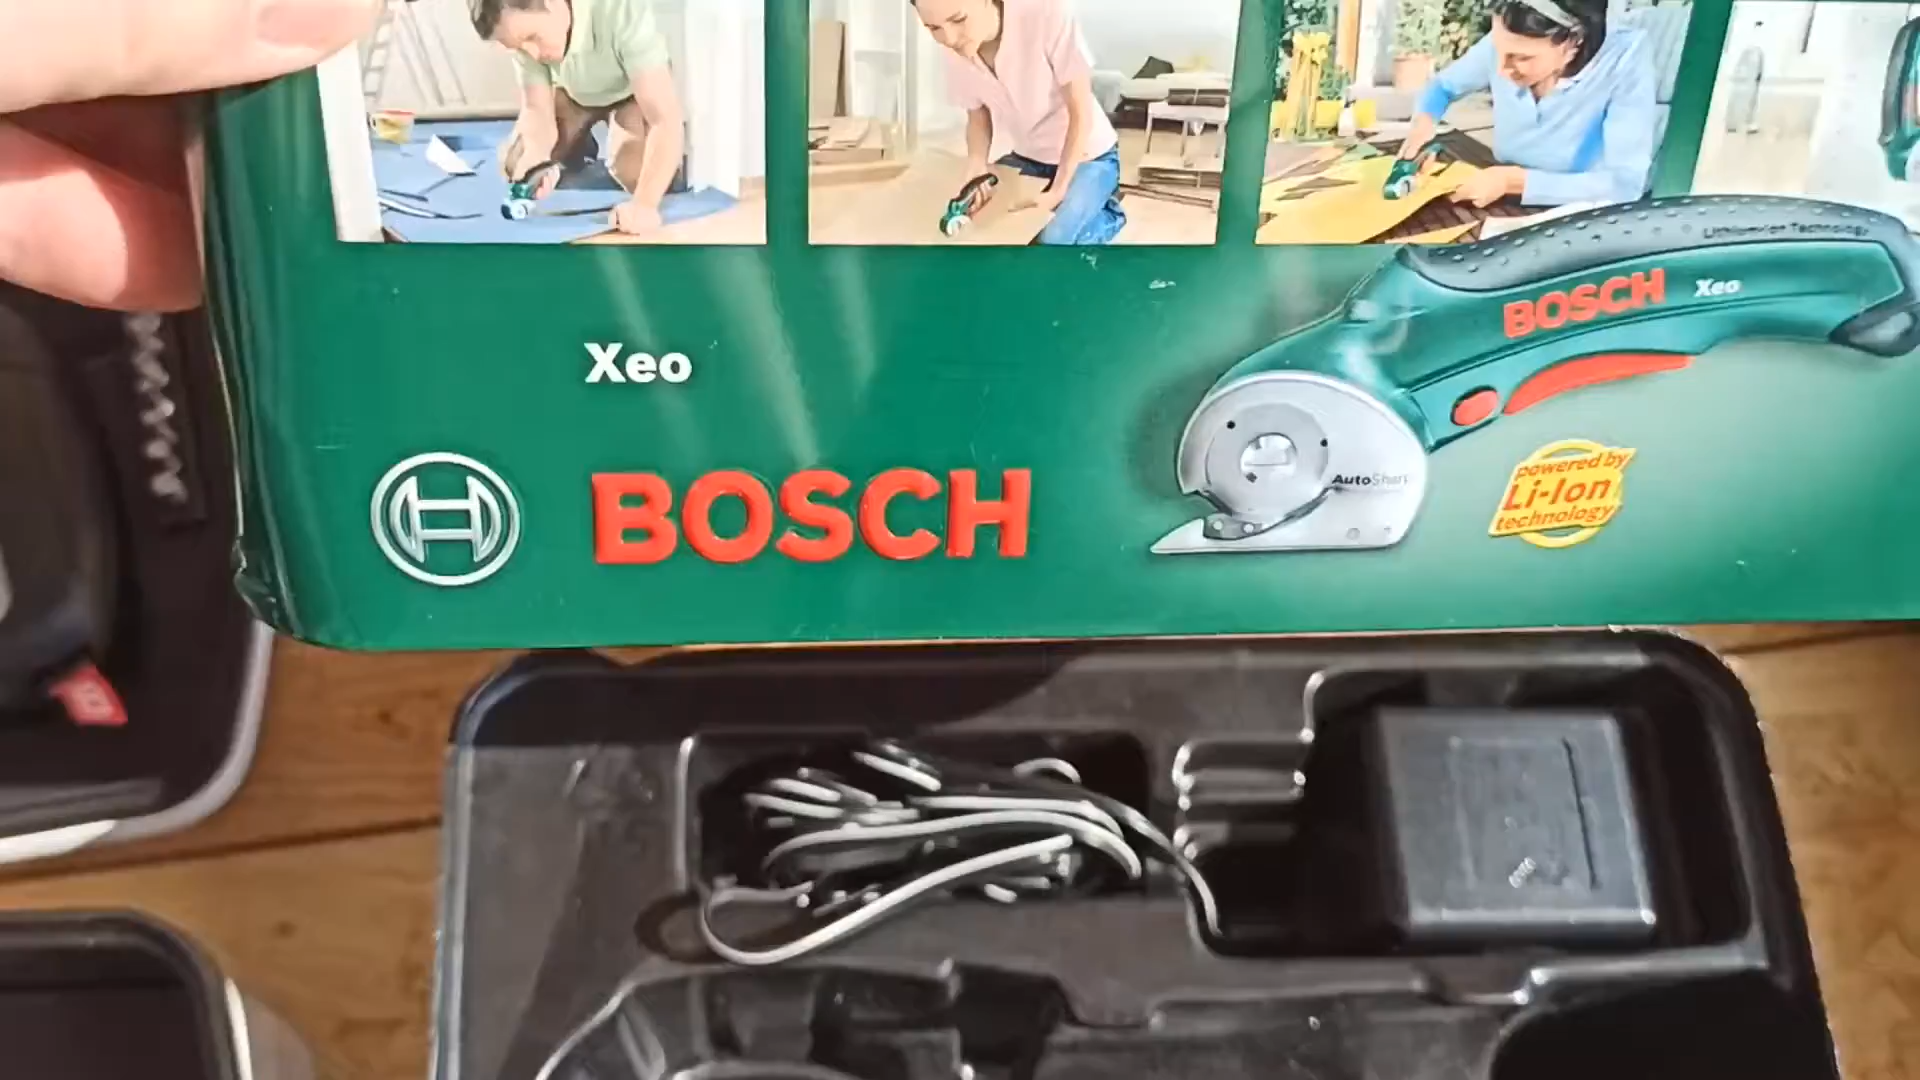 Lithium-Ion Technology
BOSCH Xeo
Xeo
BOSCH
AutoSharp
powered by
Li-Ion
technology